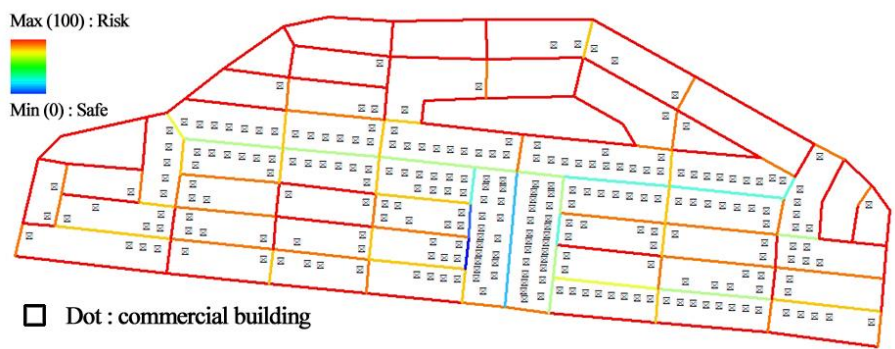 Max (100) : Risk
Min (0) : Safe
Dot : commercial building